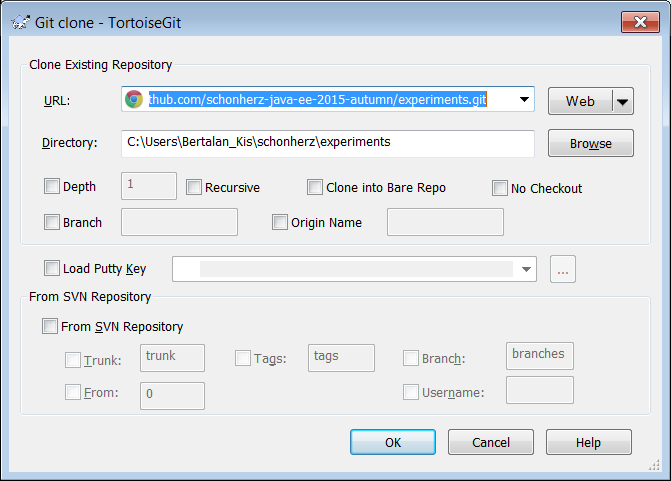 Git clone - TortoiseGit
Clone Existing Repository
URL: thub.com/schonherz-java-ee-2015-autumn/experiments.git Web
Directory: C:\Users\Bertalan_Kis\schonherz\experiments Browse
Depth 1 Recursive Clone into Bare Repo No Checkout
Branch Origin Name
Load Putty Key ...
From SVN Repository
From SVN Repository
Trunk: trunk Tags: tags Branch: branches
From: 0 Username:
OK Cancel Help